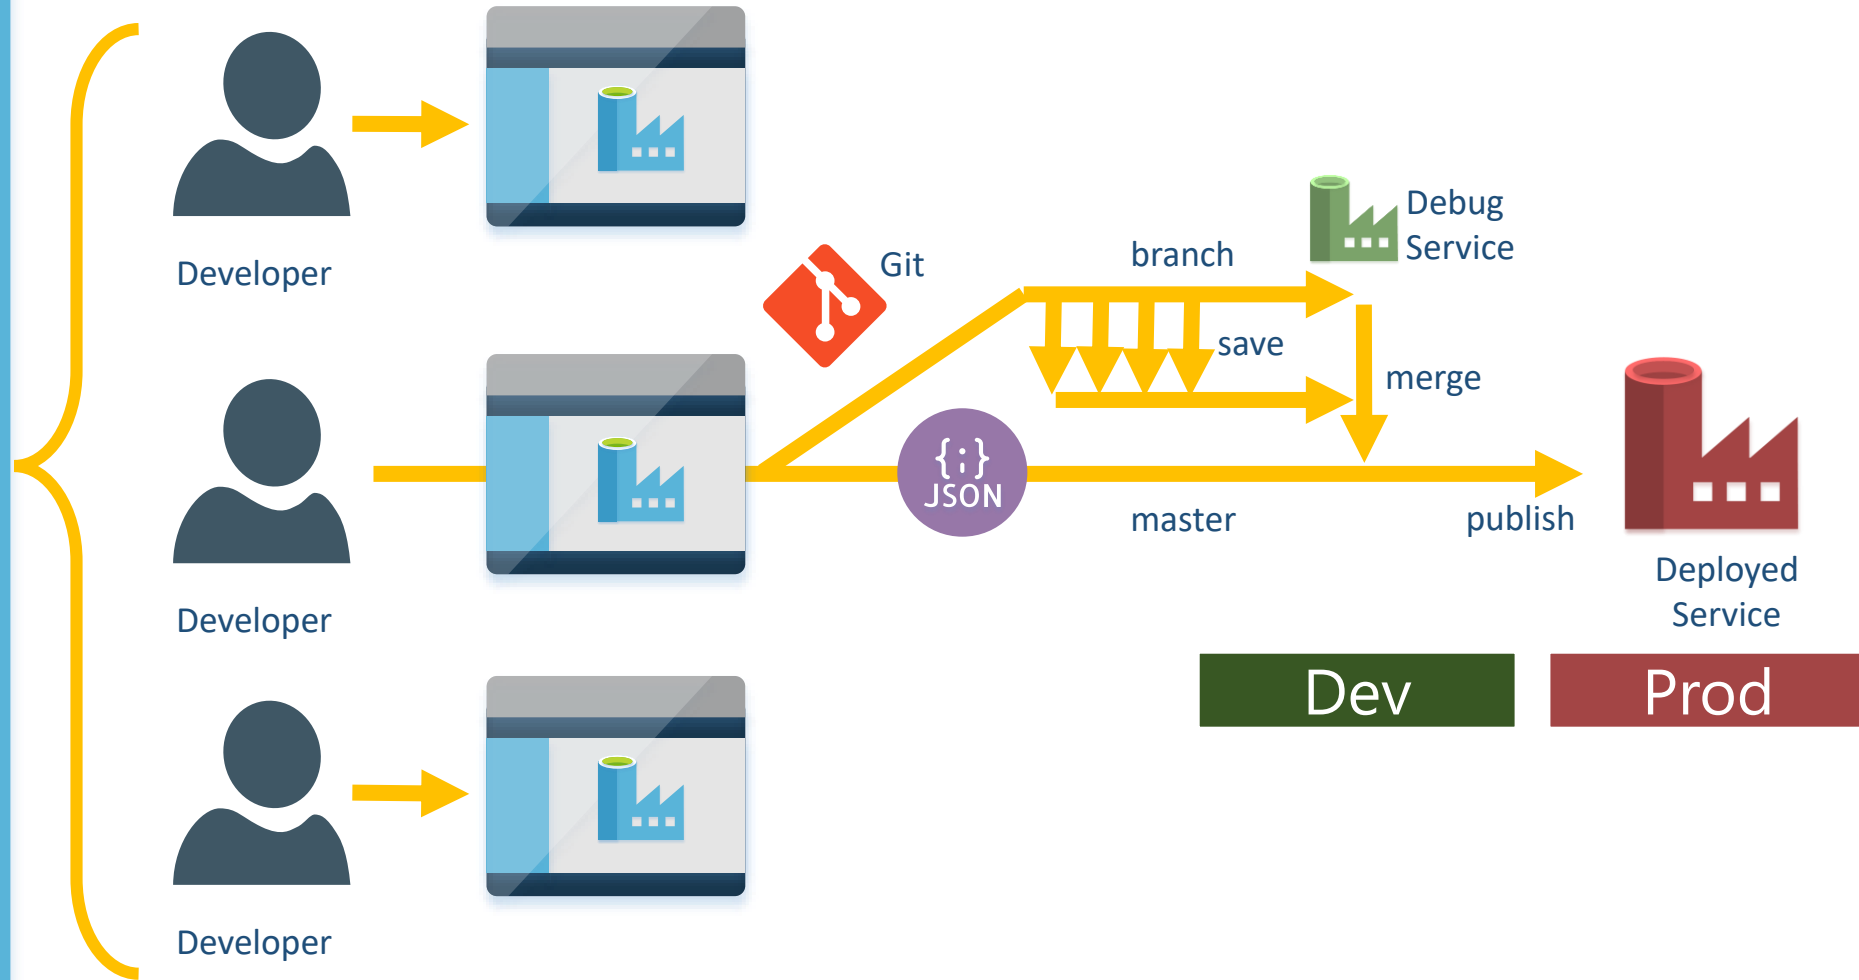 Developer
Developer
Developer
Git
branch
Debug
Service
save
merge
{;}
JSON
master
publish
Deployed
Service
Dev
Prod